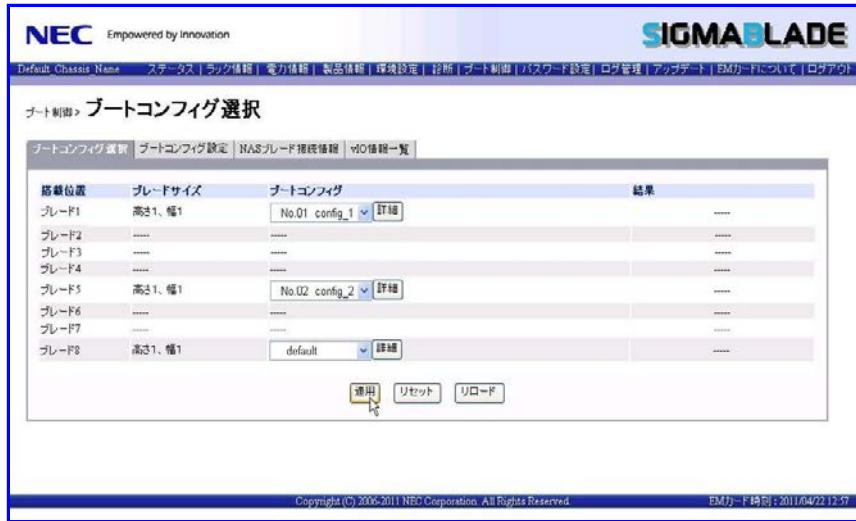 NEC Empowered by Innovation SIGMABLADE
Default Chassis Name ステータス | ラック情報 | 電力情報 | 製品情報 | 環境設定 | 診断 | ブート制御 | パスワード設定 | ログ管理 | アップデート | EMカードについて | ログアウト
ブート制御> ブートコンフィグ選択
ブートコンフィグ選択 ブートコンフィグ設定 NASブレード接続情報 vIO情報一覧
搭載位置 ブレードサイズ ブートコンフィグ 結果
ブレード1 高さ1、幅1 No.01 config_1 詳細 -----
ブレード2 ----- ----- -----
ブレード3 ----- ----- -----
ブレード4 ----- ----- -----
ブレード5 高さ1、幅1 No.02 config_2 詳細 -----
ブレード6 ----- ----- -----
ブレード7 ----- ----- -----
ブレード8 高さ1、幅1 default 詳細 -----
適用 リセット リロード
Copyright (C) 2006-2011 NEC Corporation. All Rights Reserved. EMカード時刻 : 2011/04/22 12:57